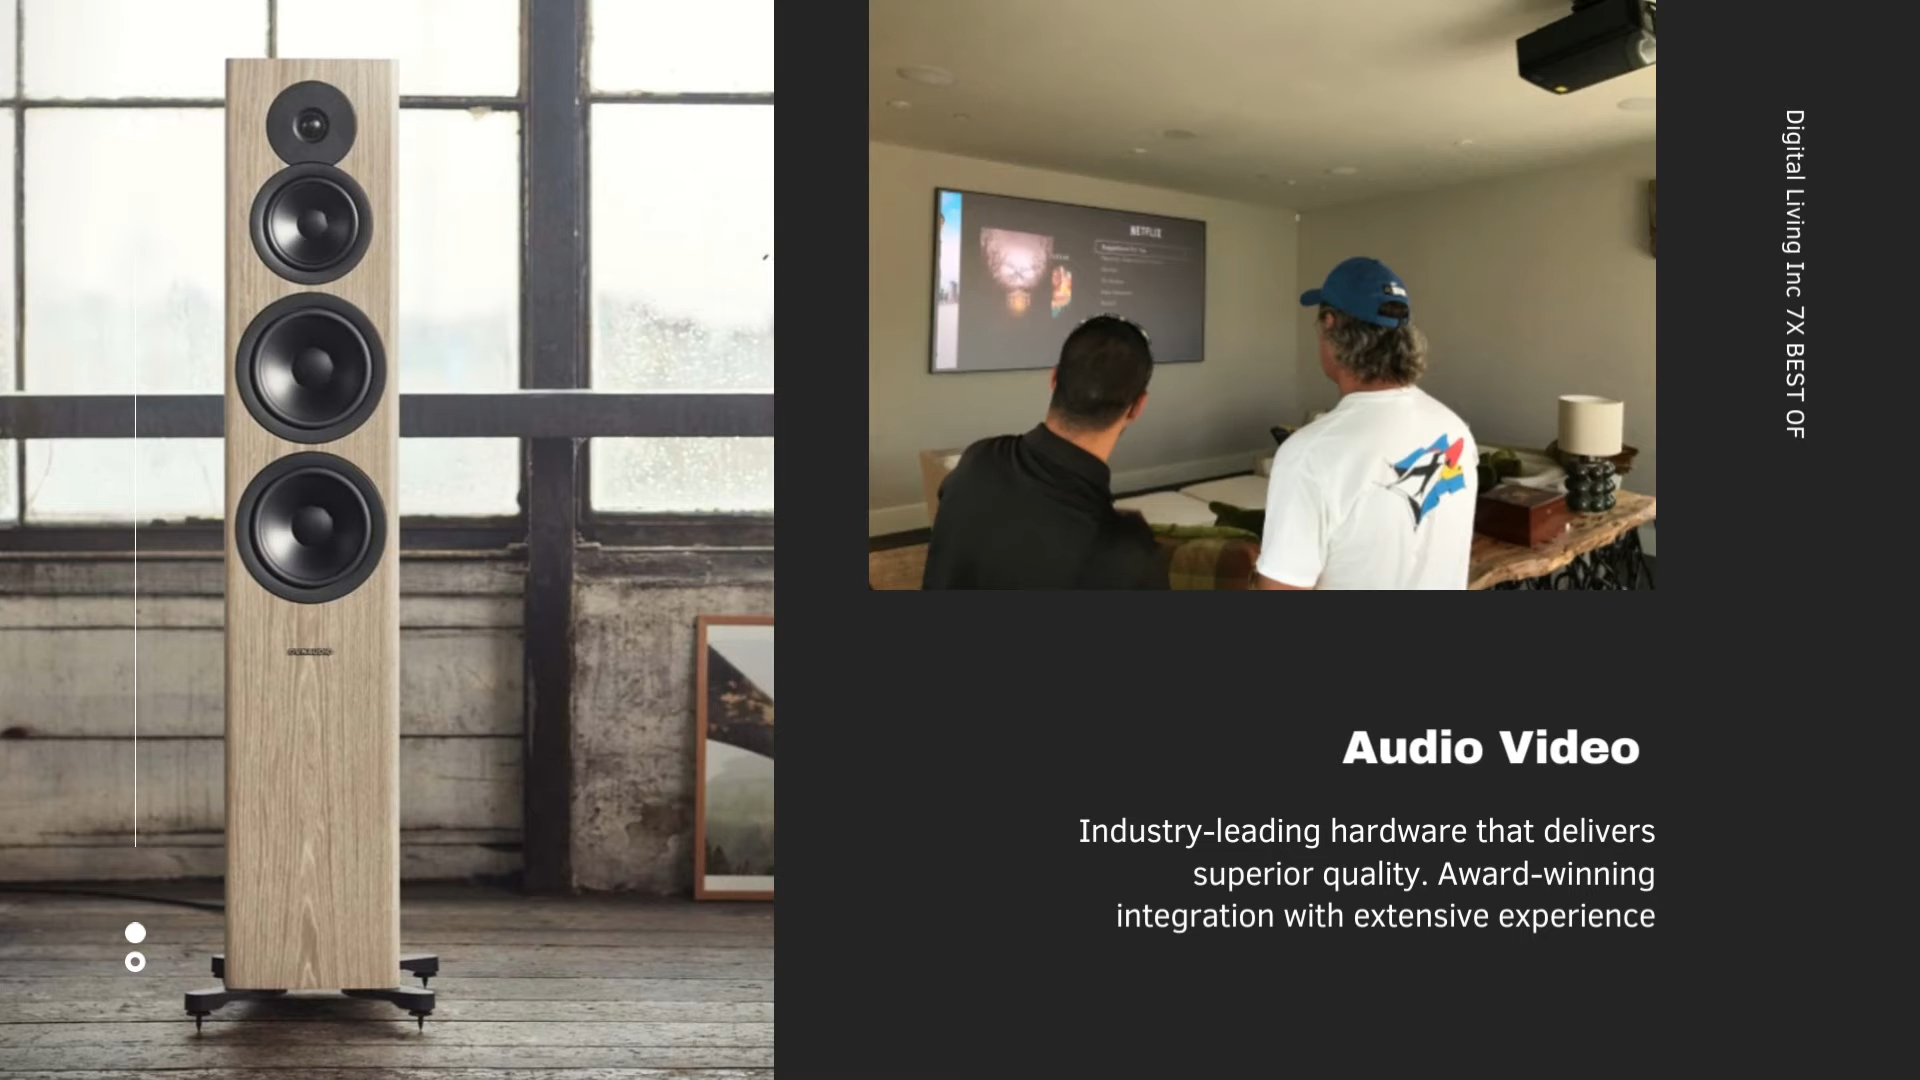 DYNAUDIO
NETFLIX
Digital Living Inc 7X BEST OF
Audio Video
Industry-leading hardware that delivers
superior quality. Award-winning
integration with extensive experience